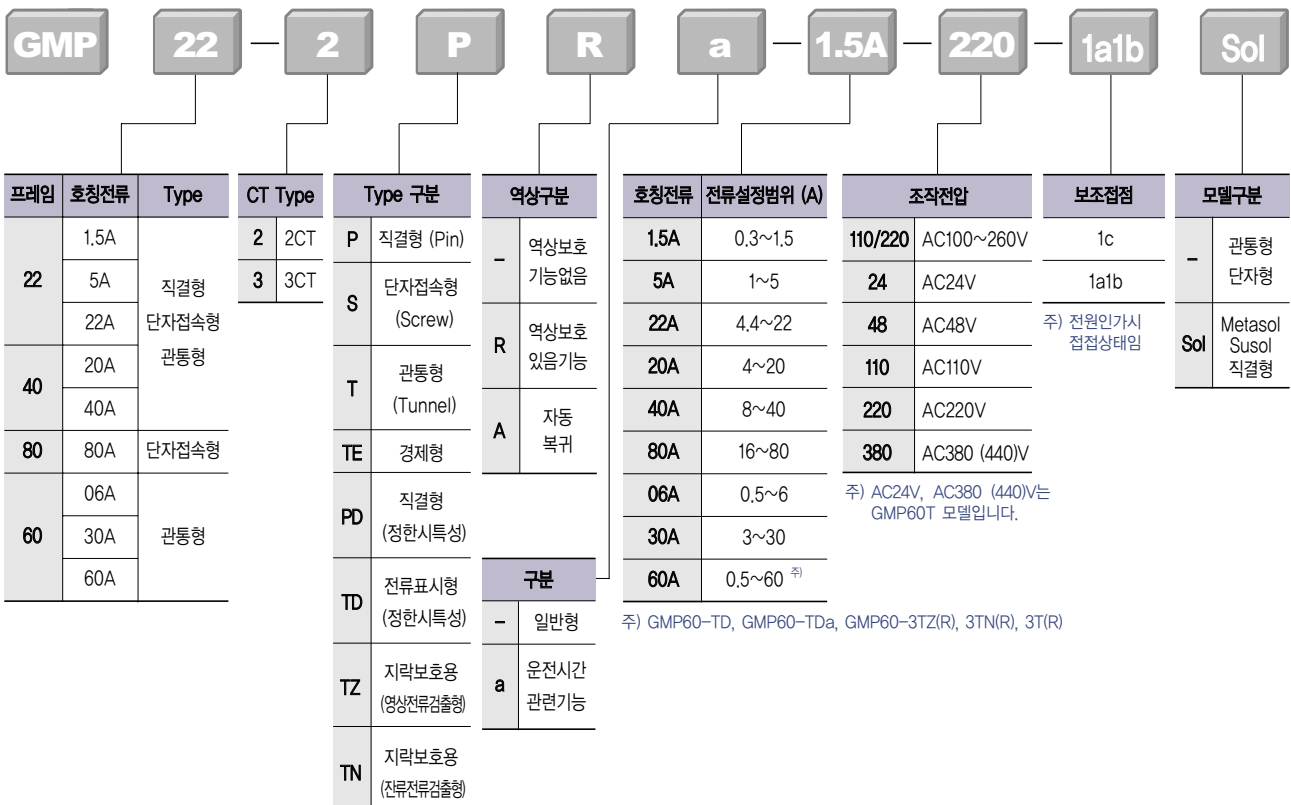 GMP 22 – 2 P R a – 1.5A – 220 – 1a1b Sol
프레임 호칭전류 Type
22 1.5A 직결형 단자접속형 관통형
5A
22A
40 20A
40A
80 80A 단자접속형
60 06A 관통형
30A
60A
CT Type
2 2CT
3 3CT
Type 구분
P 직결형 (Pin)
S 단자접속형
(Screw)
T 관통형
(Tunnel)
TE 경제형
PD 직결형
(정한시특성)
TD 전류표시형
(정한시특성)
TZ 지락보호용
(영상전류검출형)
TN 지락보호용
(잔류전류검출형)
역상구분
– 역상보호
기능없음
R 역상보호
있음기능
A 자동
복귀
구분
– 일반형
a 운전시간
관련기능
호칭전류 전류설정범위 (A)
1.5A 0.3~1.5
5A 1~5
22A 4.4~22
20A 4~20
40A 8~40
80A 16~80
06A 0.5~6
30A 3~30
60A 0.5~60 주)
주) GMP60-TD, GMP60-TDa, GMP60-3TZ(R), 3TN(R), 3T(R)
조작전압
110/220 AC100~260V
24 AC24V
48 AC48V
110 AC110V
220 AC220V
380 AC380 (440)V
주) AC24V, AC380 (440)V는
GMP60T 모델입니다.
보조접점
1c
1a1b
주) 전원인가시
접접상태임
모델구분
– 관통형
단자형
Sol Metasol
Susol
직결형